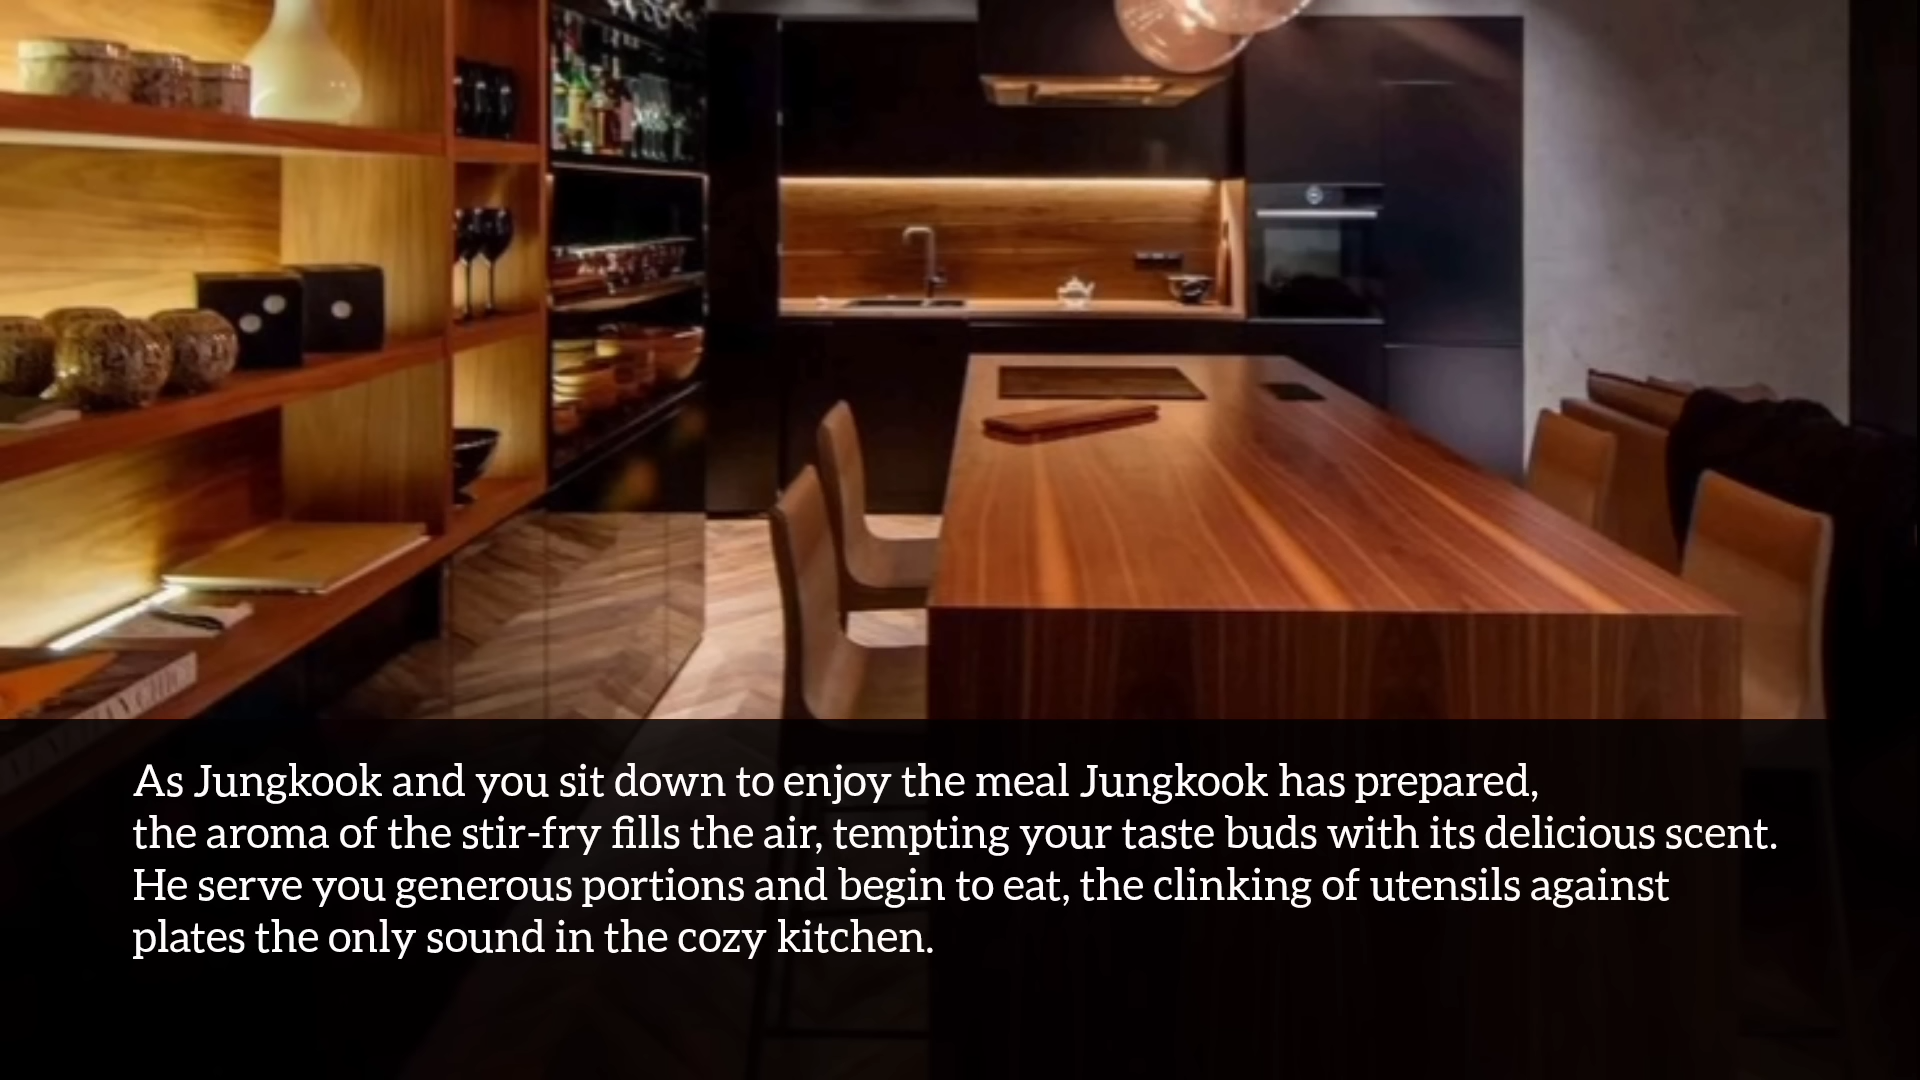 As Jungkook and you sit down to enjoy the meal Jungkook has prepared,
the aroma of the stir-fry fills the air, tempting your taste buds with its delicious scent.
He serve you generous portions and begin to eat, the clinking of utensils against
plates the only sound in the cozy kitchen.